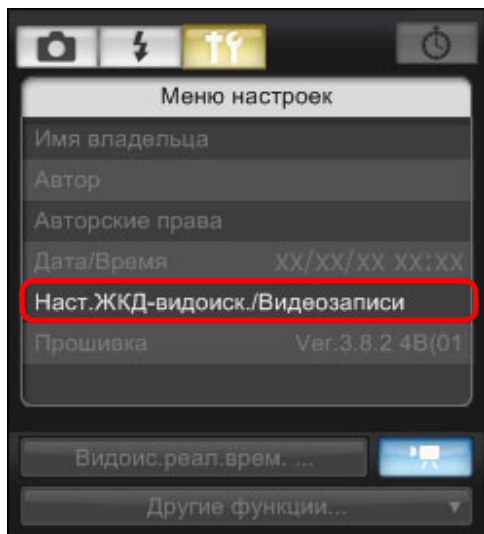 Меню настроек
Имя владельца
Автор
Авторские права
Дата/Время XX/XX/XX XX:XX
Наст.ЖКД-видоиск./Видеозаписи
Прошивка Ver.3.8.2 4B(01
Видоис.реал.врем. ...
Другие функции...